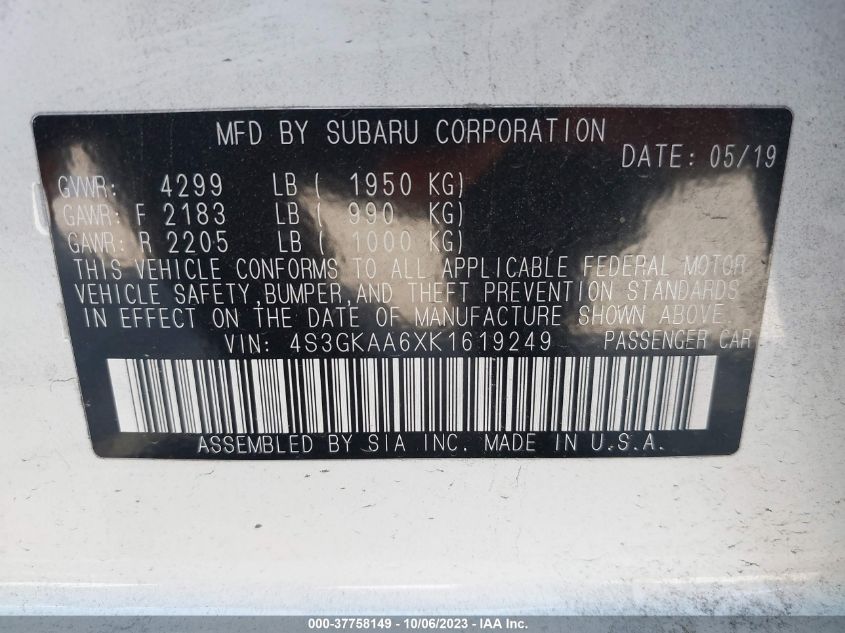 MFD BY SUBARU CORPORATION
DATE: 05/19
GVWR: 4299 LB ( 1950 KG)
GAWR: F 2183 LB ( 990 KG)
GAWR: R 2205 LB ( 1000 KG)
THIS VEHICLE CONFORMS TO ALL APPLICABLE FEDERAL MOTOR
VEHICLE SAFETY,BUMPER,AND THEFT PREVENTION STANDARDS
IN EFFECT ON THE DATE OF MANUFACTURE SHOWN ABOVE.
VIN: 4S3GKAA6XK1619249 PASSENGER CAR
ASSEMBLED BY SIA INC. MADE IN U.S.A.
000-37758149 - 10/06/2023 - IAA Inc.